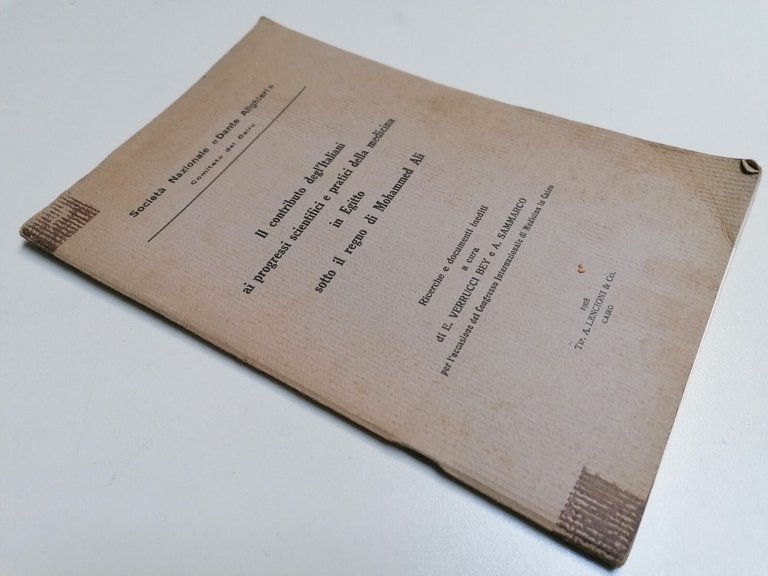 Società Nazionale «Dante Alighieri»
Comitato del Cairo
Il contributo degl'Italiani
ai progressi scientifici e pratici della medicina
in Egitto
sotto il regno di Mohammed Ali
Ricerche e documenti inediti
a cura
di E. VERRUCCI BEY e A. SAMMARCO
per l'occasione del Congresso Internazionale di Medicina in Cairo
1928
TIP. A. LENCIONI & Co.
CAIRO